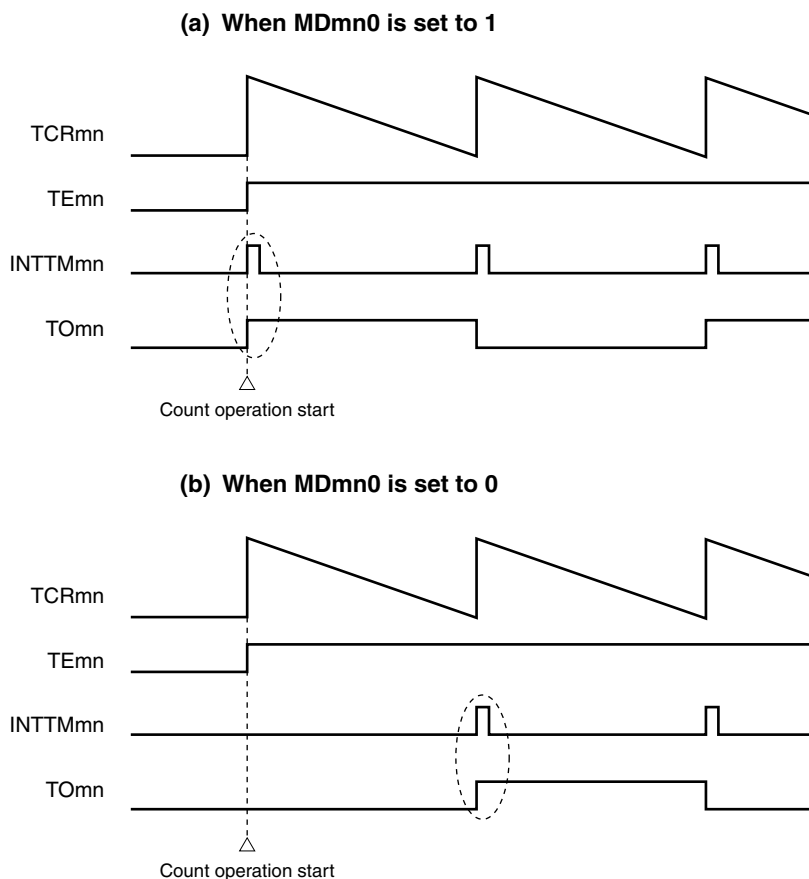 (a) When MDmn0 is set to 1
TCRmn
TEmn
INTTMmn
TOmn
Count operation start
(b) When MDmn0 is set to 0
TCRmn
TEmn
INTTMmn
TOmn
Count operation start